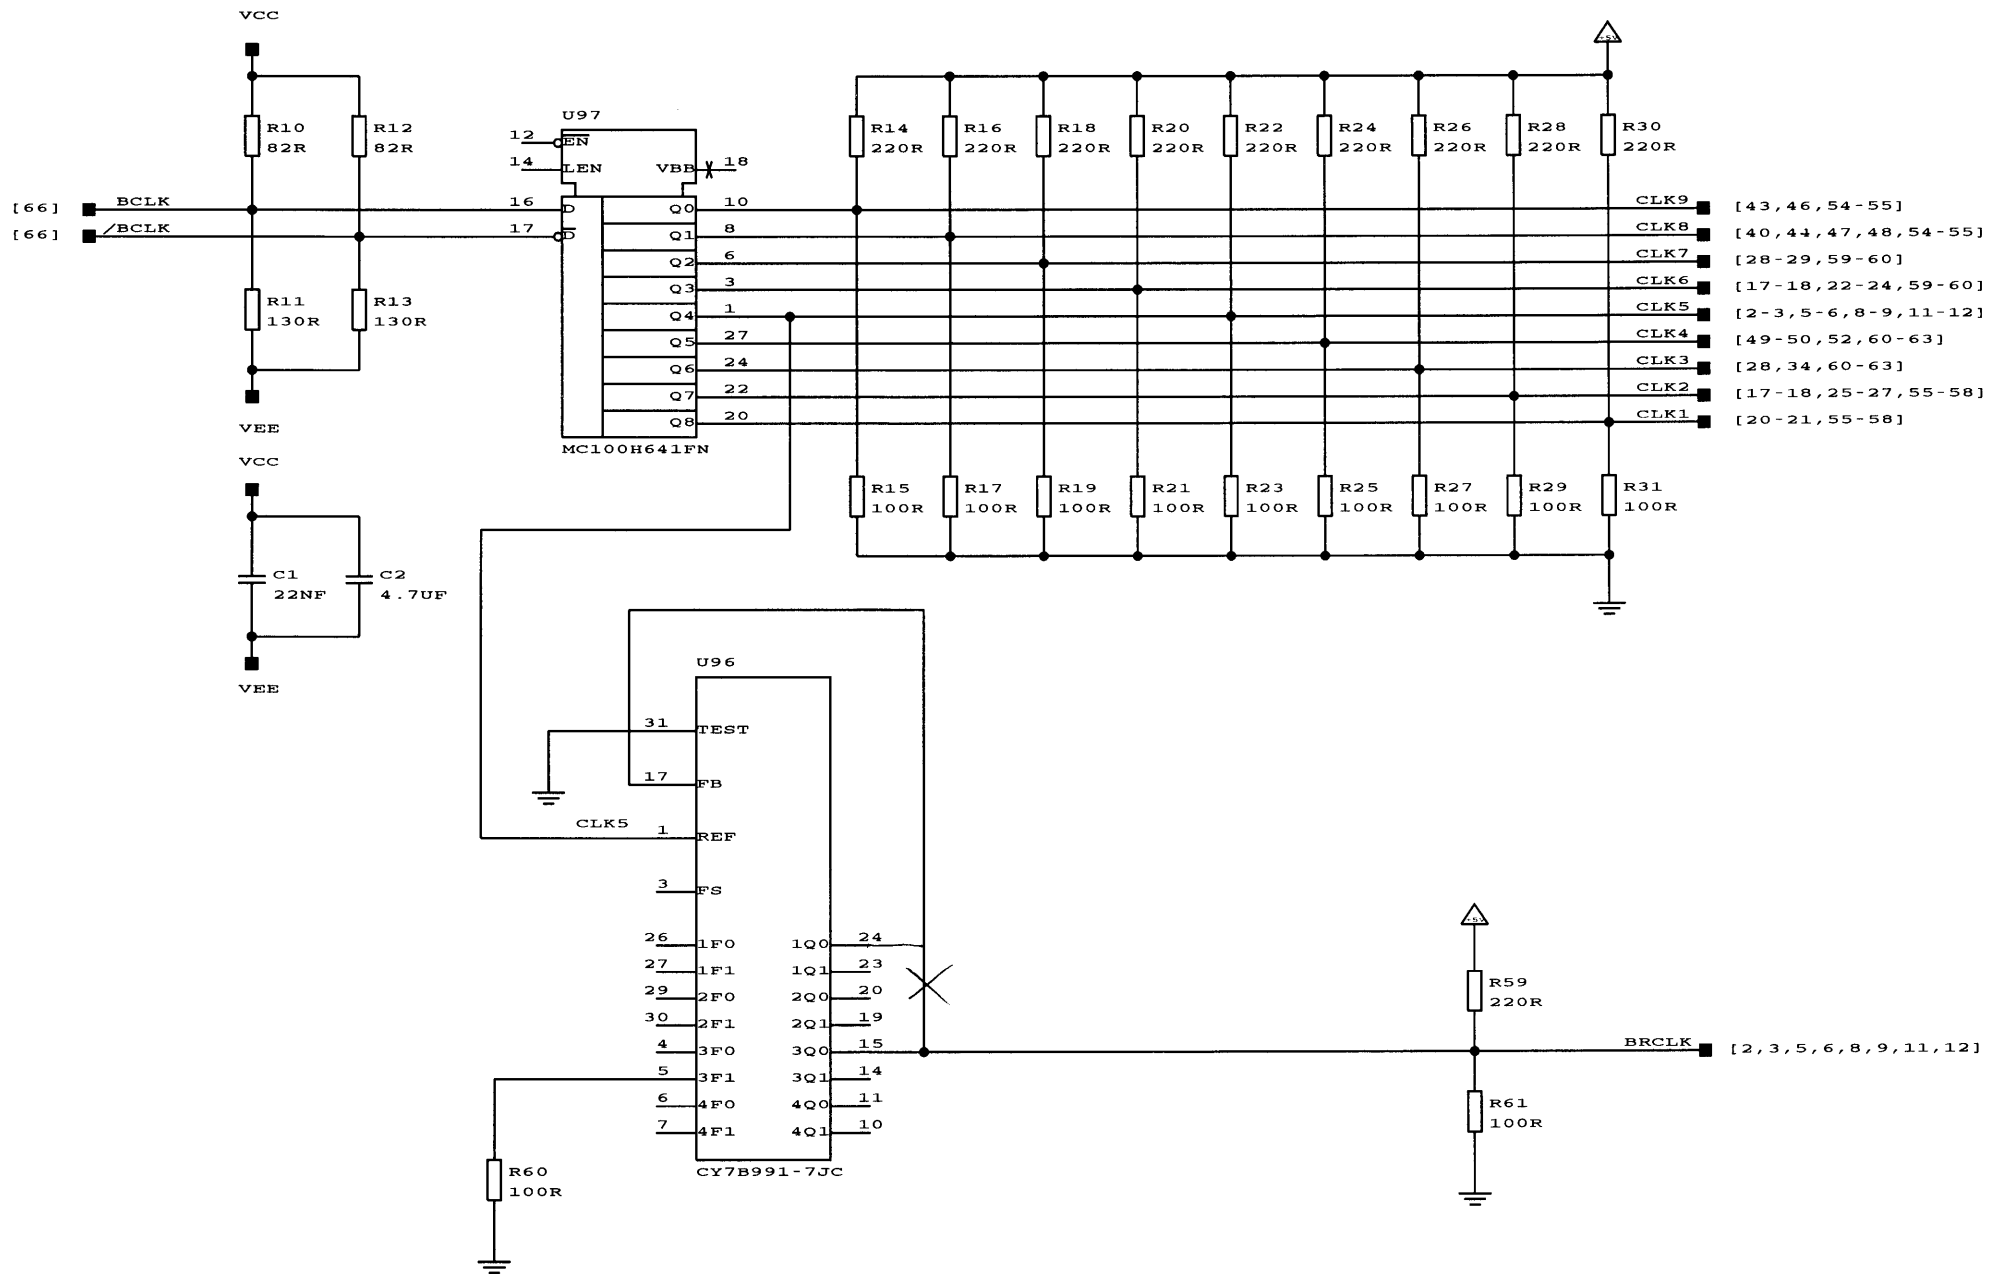 VCC
+5V
R10
82R
R12
82R
U97
12 EN
14 LEN
VBB 18
R14
220R
R16
220R
R18
220R
R20
220R
R22
220R
R24
220R
R26
220R
R28
220R
R30
220R
[66] BCLK 16 D
[66] /BCLK 17 D
Q0 10 CLK9 [43,46,54-55]
Q1 8 CLK8 [40,44,47,48,54-55]
Q2 6 CLK7 [28-29,59-60]
Q3 3 CLK6 [17-18,22-24,59-60]
Q4 1 CLK5 [2-3,5-6,8-9,11-12]
Q5 27 CLK4 [49-50,52,60-63]
Q6 24 CLK3 [28,34,60-63]
Q7 22 CLK2 [17-18,25-27,55-58]
Q8 20 CLK1 [20-21,55-58]
MC100H641FN
R11
130R
R13
130R
VEE
VCC
R15
100R
R17
100R
R19
100R
R21
100R
R23
100R
R25
100R
R27
100R
R29
100R
R31
100R
C1
22NF
C2
4.7UF
VEE
U96
31 TEST
17 FB
CLK5 1 REF
3 FS
26 1F0 1Q0 24
27 1F1 1Q1 23
29 2F0 2Q0 20
30 2F1 2Q1 19
4 3F0 3Q0 15
5 3F1 3Q1 14
6 4F0 4Q0 11
7 4F1 4Q1 10
CY7B991-7JC
R60
100R
+5V
R59
220R
BRCLK [2,3,5,6,8,9,11,12]
R61
100R